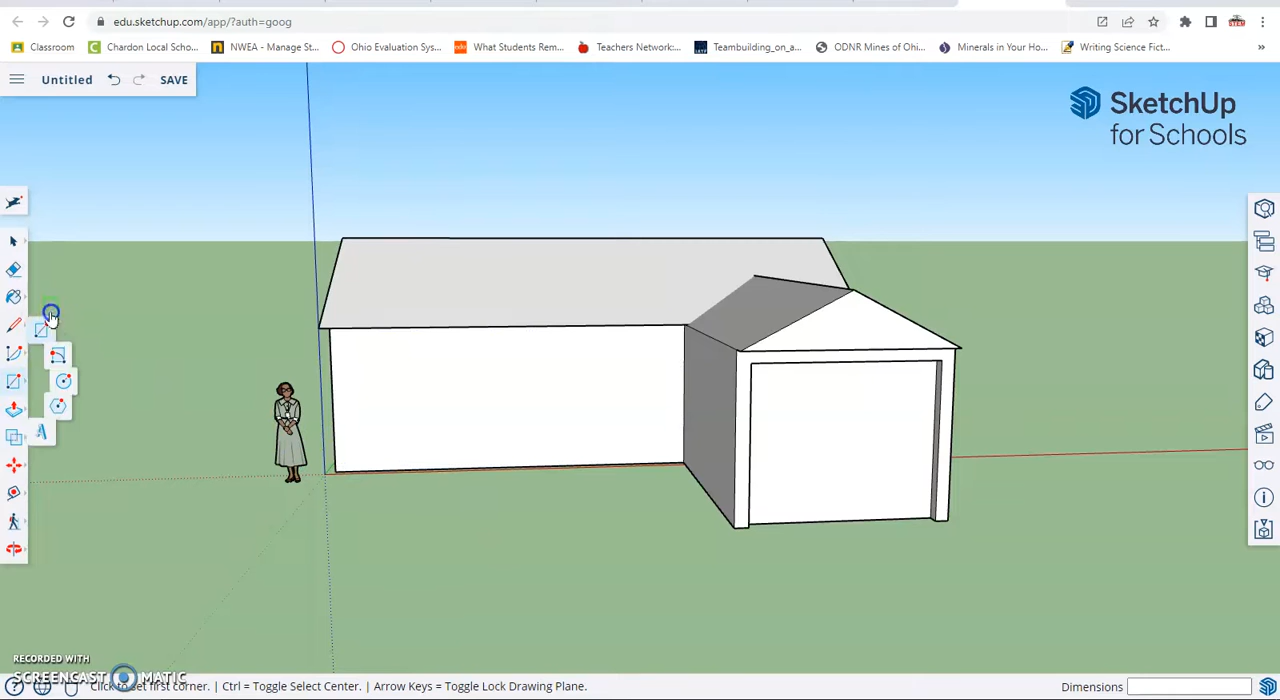 edu.sketchup.com/app/?auth=goog
Classroom
Chardon Local Scho...
NWEA - Manage St...
Ohio Evaluation Sys...
What Students Rem...
Teachers Network:...
Teambuilding_on_a...
ODNR Mines of Ohi...
Minerals in Your Ho...
Writing Science Fict...
»
Untitled
SAVE
SketchUp
for Schools
RECORDED WITH
SCREENCAST MATIC
Click to set first corner. | Ctrl = Toggle Select Center. | Arrow Keys = Toggle Lock Drawing Plane.
Dimensions